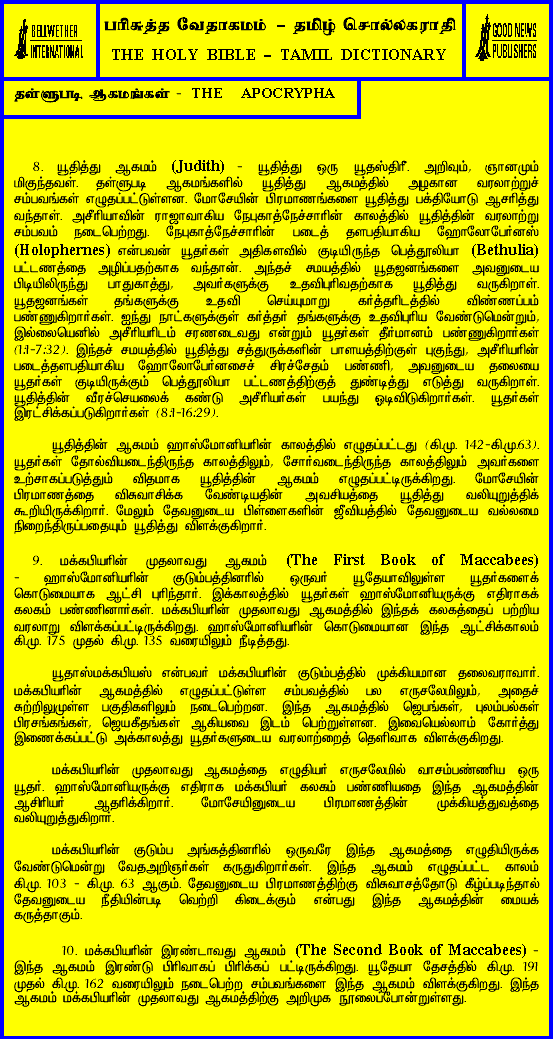 BELLWETHER
INTERNATIONAL
பரிசுத்த வேதாகமம் – தமிழ் சொல்லகராதி
THE HOLY BIBLE – TAMIL DICTIONARY
GOOD NEWS
PUBLISHERS
தள்ளுபடி ஆகமங்கள் - THE APOCRYPHA
8. யூதித்து ஆகமம் (Judith) - யூதித்து ஒரு யூதஸ்திரீ. அறிவும், ஞானமும்
மிகுந்தவள். தள்ளுபடி ஆகமங்களில் யூதித்து ஆகமத்தில் அழகான வரலாற்றுச்
சம்பவங்கள் எழுதப்பட்டுள்ளன. மோசேயின் பிரமாணங்களை யூதித்து பக்தியோடு ஆசரித்து
வந்தாள். அசீரியாவின் ராஜாவாகிய நேபுகாத்நேச்சாரின் காலத்தில் யூதித்தின் வரலாற்று
சம்பவம் நடைபெற்றது. நேபுகாத்நேச்சாரின் படைத் தளபதியாகிய ஹோலோபேர்னஸ்
(Holophernes) என்பவன் யூதர்கள் அதிகளவில் குடியிருந்த பெத்தூலியா (Bethulia)
பட்டணத்தை அழிப்பதற்காக வந்தான். அந்தச் சமயத்தில் யூதஜனங்களை அவனுடைய
பிடியிலிருந்து பாதுகாத்து, அவர்களுக்கு உதவிபுரிவதற்காக யூதித்து வருகிறாள்.
யூதஜனங்கள் தங்களுக்கு உதவி செய்யுமாறு கர்த்தரிடத்தில் விண்ணப்பம்
பண்ணுகிறார்கள். ஐந்து நாட்களுக்குள் கர்த்தர் தங்களுக்கு உதவிபுரிய வேண்டுமென்றும்,
இல்லையெனில் அசீரியரிடம் சரணடைவது என்றும் யூதர்கள் தீர்மானம் பண்ணுகிறார்கள்
(1:1-7:32). இந்தச் சமயத்தில் யூதித்து சத்துருக்களின் பாளயத்திற்குள் புகுந்து, அசீரியரின்
படைத்தளபதியாகிய ஹோலோபேர்னசைச் சிரச்சேதம் பண்ணி, அவனுடைய தலையை
யூதர்கள் குடியிருக்கும் பெத்தூலியா பட்டணத்திற்குத் துண்டித்து எடுத்து வருகிறாள்.
யூதித்தின் வீரச்செயலைக் கண்டு அசீரியர்கள் பயந்து ஓடிவிடுகிறார்கள். யூதர்கள்
இரட்சிக்கப்படுகிறார்கள் (8:1-16:29).
யூதித்தின் ஆகமம் ஹாஸ்மோனியரின் காலத்தில் எழுதப்பட்டது (கி.மு. 142-கி.மு.63).
யூதர்கள் தோல்வியடைந்திருந்த காலத்திலும், சோர்வடைந்திருந்த காலத்திலும் அவர்களை
உற்சாகப்படுத்தும் விதமாக யூதித்தின் ஆகமம் எழுதப்பட்டிருக்கிறது. மோசேயின்
பிரமாணத்தை விசுவாசிக்க வேண்டியதின் அவசியத்தை யூதித்து வலியுறுத்திக்
கூறியிருக்கிறார். மேலும் தேவனுடைய பிள்ளைகளின் ஜீவியத்தில் தேவனுடைய வல்லமை
நிறைந்திருப்பதையும் யூதித்து விளக்குகிறார்.
9. மக்கபியரின் முதலாவது ஆகமம் (The First Book of Maccabees)
- ஹாஸ்மோனியரின் குடும்பத்தினரில் ஒருவர் யூதேயாவிலுள்ள யூதர்களைக்
கொடுமையாக ஆட்சி புரிந்தார். இக்காலத்தில் யூதர்கள் ஹாஸ்மோனியருக்கு எதிராகக்
கலகம் பண்ணினார்கள். மக்கபியரின் முதலாவது ஆகமத்தில் இந்தக் கலகத்தைப் பற்றிய
வரலாறு விளக்கப்பட்டிருக்கிறது. ஹாஸ்மோனியரின் கொடுமையான இந்த ஆட்சிக்காலம்
கி.மு. 175 முதல் கி.மு. 135 வரையிலும் நீடித்தது.
யூதாஸ்மக்கபியஸ் என்பவர் மக்கபியரின் குடும்பத்தில் முக்கியமான தலைவராவார்.
மக்கபியரின் ஆகமத்தில் எழுதப்பட்டுள்ள சம்பவத்தில் பல எருசலேமிலும், அதைச்
சுற்றிலுமுள்ள பகுதிகளிலும் நடைபெற்றன. இந்த ஆகமத்தில் ஜெபங்கள், புலம்பல்கள்
பிரசங்கங்கள், ஜெயகீதங்கள் ஆகியவை இடம் பெற்றுள்ளன. இவையெல்லாம் கோர்த்து
இணைக்கப்பட்டு அக்காலத்து யூதர்களுடைய வரலாற்றைத் தெளிவாக விளக்குகிறது.
மக்கபியரின் முதலாவது ஆகமத்தை எழுதியர் எருசலேமில் வாசம்பண்ணிய ஒரு
யூதர். ஹாஸ்மோனியருக்கு எதிராக மக்கபியர் கலகம் பண்ணியதை இந்த ஆகமத்தின்
ஆசிரியர் ஆதரிக்கிறார். மோசேயினுடைய பிரமாணத்தின் முக்கியத்துவத்தை
வலியுறுத்துகிறார்.
மக்கபியரின் குடும்ப அங்கத்தினரில் ஒருவரே இந்த ஆகமத்தை எழுதியிருக்க
வேண்டுமென்று வேதஅறிஞர்கள் கருதுகிறார்கள். இந்த ஆகமம் எழுதப்பட்ட காலம்
கி.மு. 103 - கி.மு. 63 ஆகும். தேவனுடைய பிரமாணத்திற்கு விசுவாசத்தோடு கீழ்ப்படிந்தால்
தேவனுடைய நீதியின்படி வெற்றி கிடைக்கும் என்பது இந்த ஆகமத்தின் மையக்
கருத்தாகும்.
10. மக்கபியரின் இரண்டாவது ஆகமம் (The Second Book of Maccabees) -
இந்த ஆகமம் இரண்டு பிரிவாகப் பிரிக்கப் பட்டிருக்கிறது. யூதேயா தேசத்தில் கி.மு. 191
முதல் கி.மு. 162 வரையிலும் நடைபெற்ற சம்பவங்களை இந்த ஆகமம் விளக்குகிறது. இந்த
ஆகமம் மக்கபியரின் முதலாவது ஆகமத்திற்கு அறிமுக நூலைப்போன்றுள்ளது.